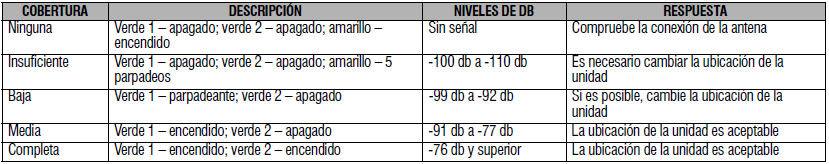 COBERTURA DESCRIPCIÓN NIVELES DE DB RESPUESTA
Ninguna Verde 1 – apagado; verde 2 – apagado; amarillo – Sin señal Compruebe la conexión de la antena
encendido
Insuficiente Verde 1 – apagado; verde 2 – apagado; amarillo – 5 -100 db a -110 db Es necesario cambiar la ubicación de la
parpadeos unidad
Baja Verde 1 – parpadeante; verde 2 – apagado -99 db a -92 db Si es posible, cambie la ubicación de la
unidad
Media Verde 1 – encendido; verde 2 – apagado -91 db a -77 db La ubicación de la unidad es aceptable
Completa Verde 1 – encendido; verde 2 – encendido -76 db y superior La ubicación de la unidad es aceptable